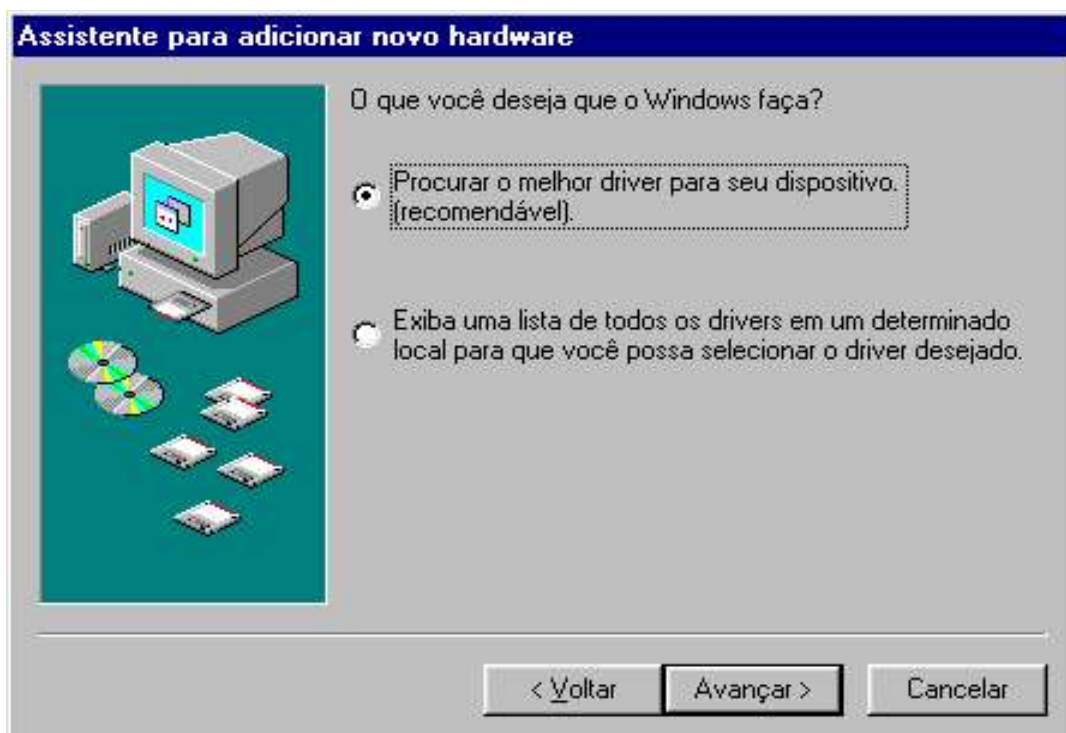 Assistente para adicionar novo hardware
O que você deseja que o Windows faça?
Procurar o melhor driver para seu dispositivo.
(recomendável).
Exiba uma lista de todos os drivers em um determinado
local para que você possa selecionar o driver desejado.
< Voltar
Avançar >
Cancelar